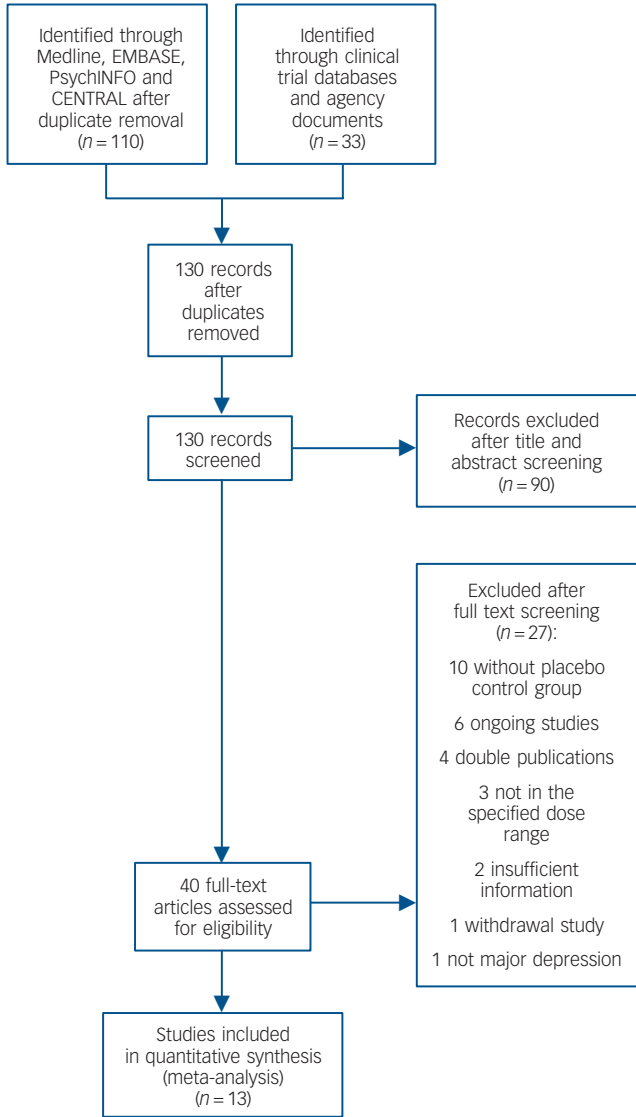 Identified through
Medline, EMBASE,
PsychINFO and
CENTRAL after
duplicate removal
(n = 110)
Identified
through clinical
trial databases
and agency
documents
(n = 33)
130 records
after
duplicates
removed
130 records
screened
Records excluded
after title and
abstract screening
(n = 90)
Excluded after
full text screening
(n = 27):
10 without placebo
control group
6 ongoing studies
4 double publications
3 not in the
specified dose
range
2 insufficient
information
1 withdrawal study
1 not major depression
40 full-text
articles assessed
for eligibility
Studies included
in quantitative synthesis
(meta-analysis)
(n = 13)